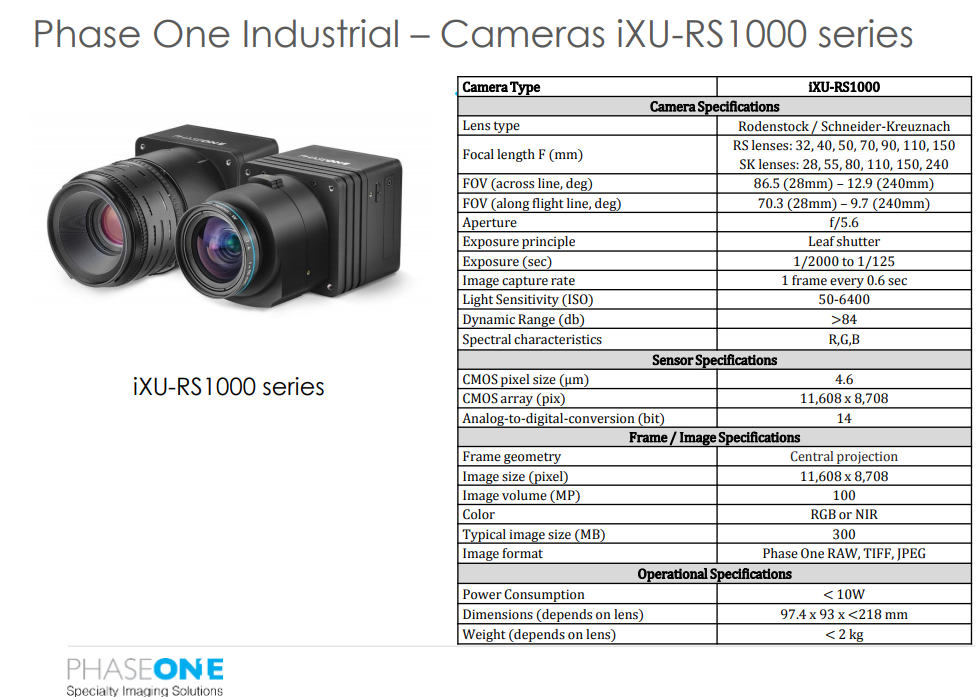 Phase One Industrial – Cameras iXU-RS1000 series
PHASEONE
PHASEONE
iXU-RS1000 series
Camera Type iXU-RS1000
Camera Specifications
Lens type Rodenstock / Schneider-Kreuznach
Focal length F (mm) RS lenses: 32, 40, 50, 70, 90, 110, 150
SK lenses: 28, 55, 80, 110, 150, 240
FOV (across line, deg) 86.5 (28mm) – 12.9 (240mm)
FOV (along flight line, deg) 70.3 (28mm) – 9.7 (240mm)
Aperture f/5.6
Exposure principle Leaf shutter
Exposure (sec) 1/2000 to 1/125
Image capture rate 1 frame every 0.6 sec
Light Sensitivity (ISO) 50-6400
Dynamic Range (db) >84
Spectral characteristics R,G,B
Sensor Specifications
CMOS pixel size (μm) 4.6
CMOS array (pix) 11,608 x 8,708
Analog-to-digital-conversion (bit) 14
Frame / Image Specifications
Frame geometry Central projection
Image size (pixel) 11,608 x 8,708
Image volume (MP) 100
Color RGB or NIR
Typical image size (MB) 300
Image format Phase One RAW, TIFF, JPEG
Operational Specifications
Power Consumption < 10W
Dimensions (depends on lens) 97.4 x 93 x <218 mm
Weight (depends on lens) < 2 kg
PHASEONE
Specialty Imaging Solutions